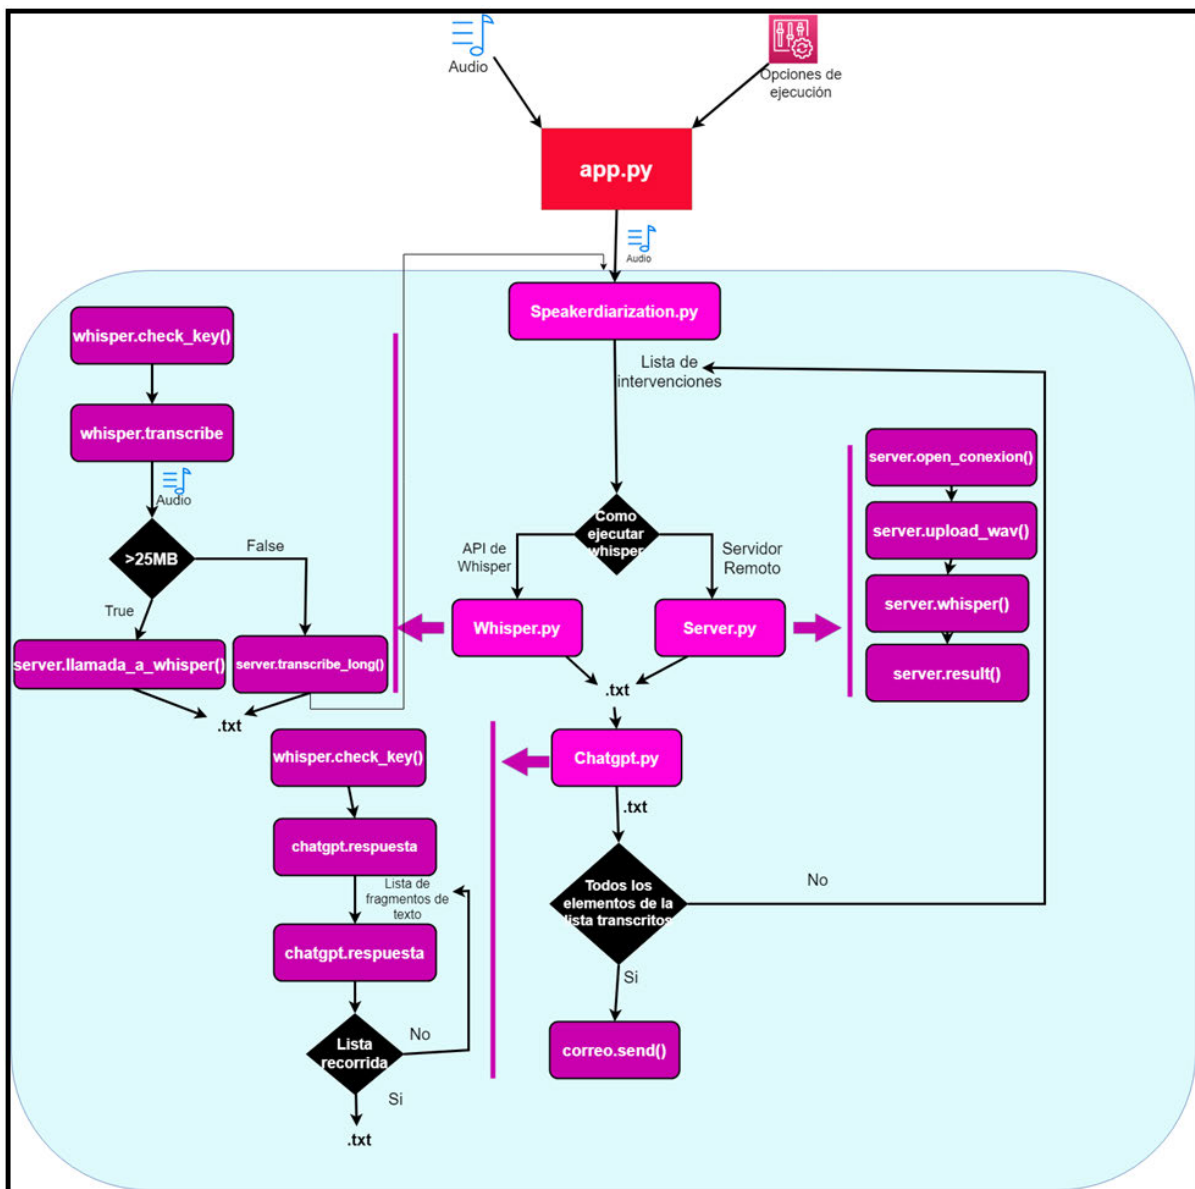 Audio
Opciones de
ejecución
app.py
Audio
Speakerdiarization.py
Lista de
intervenciones
whisper.check_key()
whisper.transcribe
Audio
>25MB
False
True
server.llamada_a_whisper()
server.transcribe_long()
.txt
Como
ejecutar
whisper
API de
Whisper
Servidor
Remoto
Whisper.py
Server.py
server.open_conexion()
server.upload_wav()
server.whisper()
server.result()
.txt
Chatgpt.py
.txt
whisper.check_key()
chatgpt.respuesta
Lista de
fragmentos de
texto
chatgpt.respuesta
Lista
recorrida
No
Si
.txt
Todos los
elementos de la
lista transcritos
No
Si
correo.send()